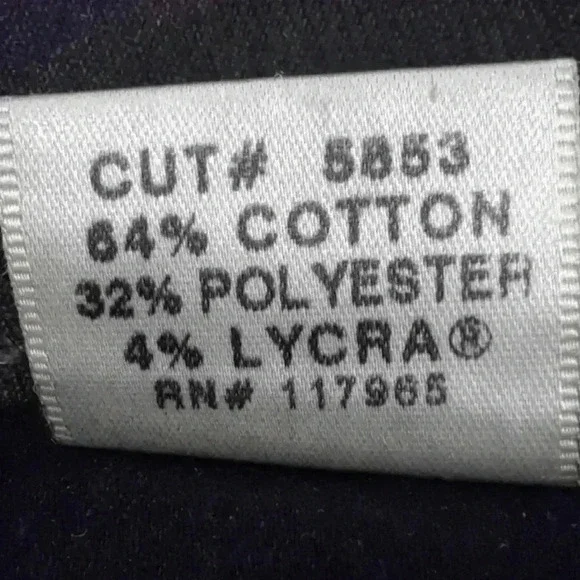 CUT# 5853
64% COTTON
32% POLYESTER
4% LYCRA®
RN# 117965